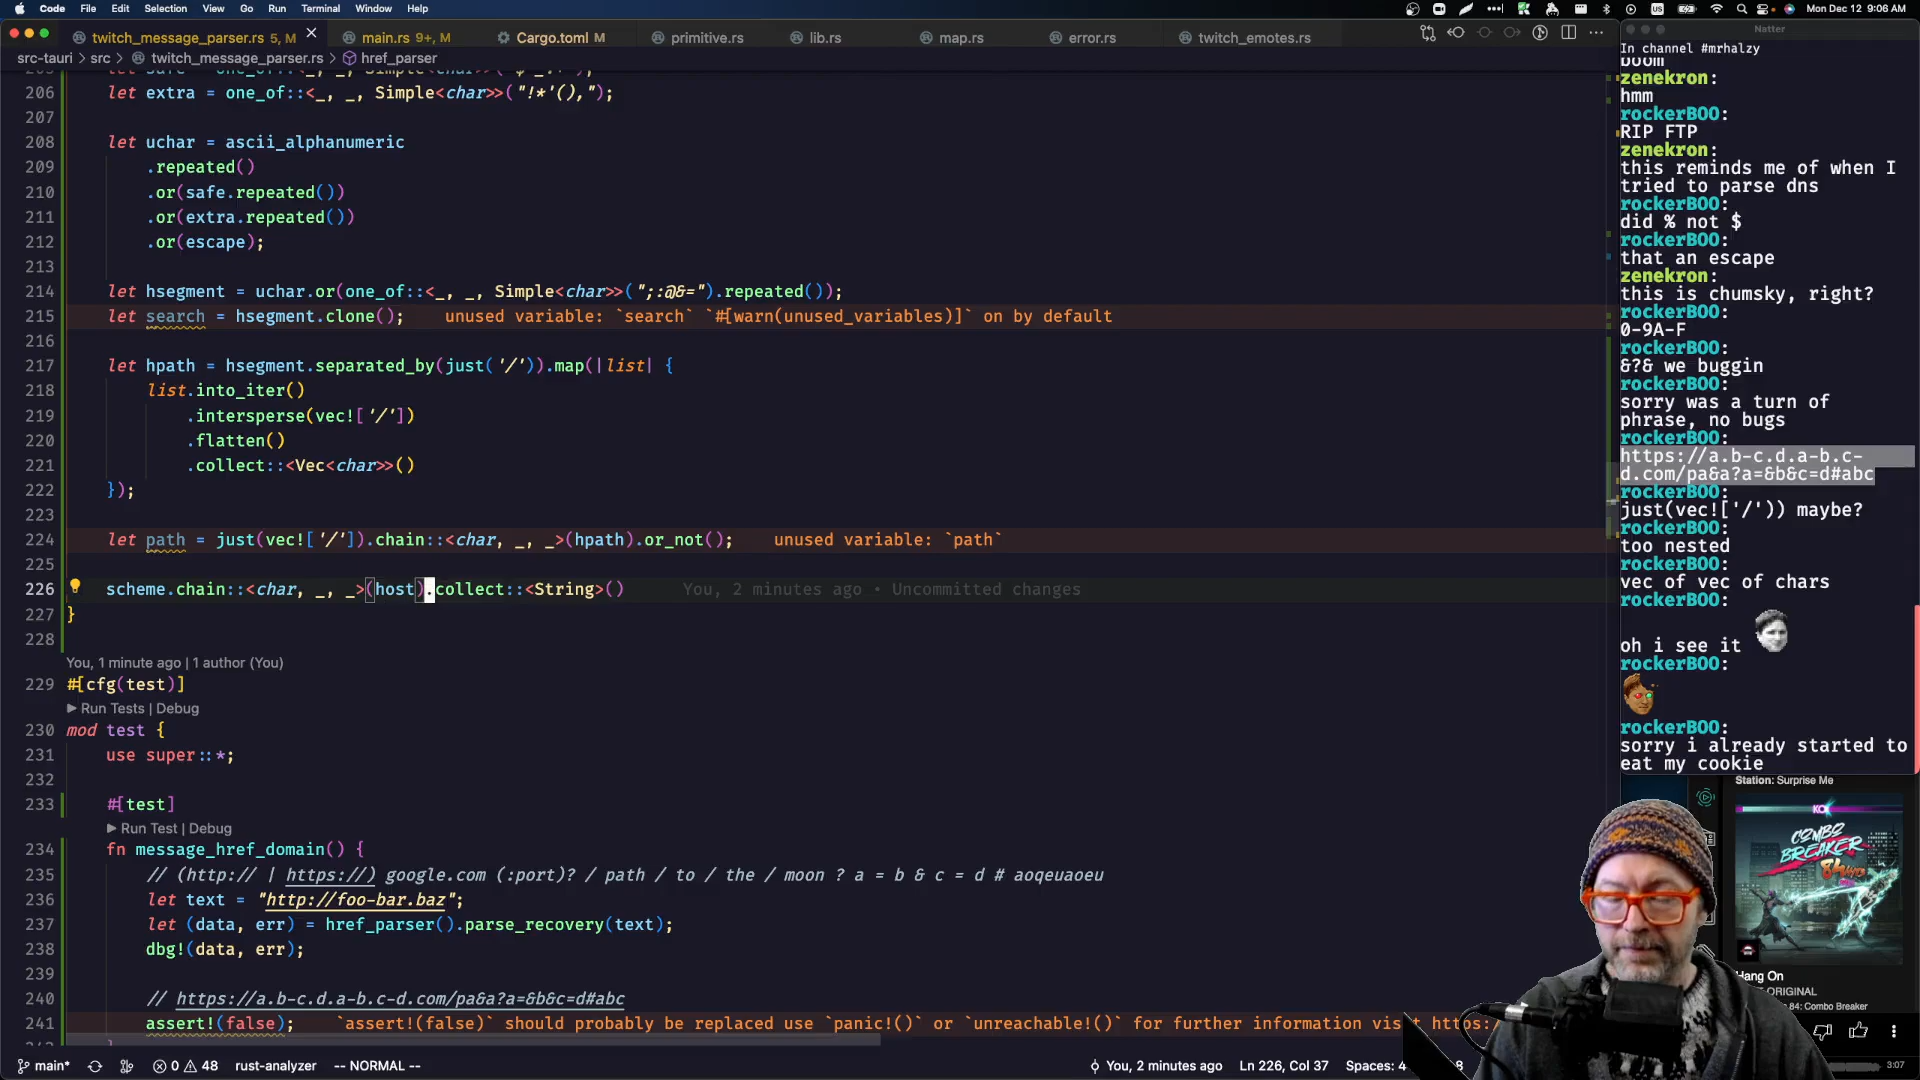 Code File Edit Selection View Go Run Terminal Window Help
Mon Dec 12 9:06 AM
twitch_message_parser.rs 5, M
main.rs 9+, M
Cargo.toml M
primitive.rs
lib.rs
map.rs
error.rs
twitch_emotes.rs
src-tauri > src > twitch_message_parser.rs > href_parser
206 let extra = one_of::<_, _, Simple<char>>("!*'(),");
207
208 let uchar = ascii_alphanumeric
209 .repeated()
210 .or(safe.repeated())
211 .or(extra.repeated())
212 .or(escape);
213
214 let hsegment = uchar.or(one_of::<_, _, Simple<char>>(";:@&=").repeated());
215 let search = hsegment.clone(); unused variable: `search` `#[warn(unused_variables)]` on by default
216
217 let hpath = hsegment.separated_by(just('/')).map(|list| {
218 list.into_iter()
219 .intersperse(vec!['/'])
220 .flatten()
221 .collect::<Vec<char>>()
222 });
223
224 let path = just(vec!['/']).chain::<char, _, _>(hpath).or_not(); unused variable: `path`
225
226 scheme.chain::<char, _, _>(host).collect::<String>() You, 2 minutes ago • Uncommitted changes
227 }
228
You, 1 minute ago | 1 author (You)
229 #[cfg(test)]
▶ Run Tests | Debug
230 mod test {
231 use super::*;
232
233 #[test]
▶ Run Test | Debug
234 fn message_href_domain() {
235 // (http:// | https://) google.com (:port)? / path / to / the / moon ? a = b & c = d # aoqeuaoeu
236 let text = "http://foo-bar.baz";
237 let (data, err) = href_parser().parse_recovery(text);
238 dbg!(data, err);
239
240 // https://a.b-c.d.a-b.c-d.com/pa&a?a=&b&c=d#abc
241 assert!(false); `assert!(false)` should probably be replaced use `panic!()` or `unreachable!()` for further information visit https:/
main* 0 48 rust-analyzer -- NORMAL --
You, 2 minutes ago Ln 226, Col 37 Spaces: 4
Natter
In channel #mrhalzy
boom
zenekron:
hmm
rockerBOO:
RIP FTP
zenekron:
this reminds me of when I
tried to parse dns
rockerBOO:
did % not $
rockerBOO:
that an escape
zenekron:
this is chumsky, right?
rockerBOO:
0-9A-F
rockerBOO:
&?& we buggin
rockerBOO:
sorry was a turn of
phrase, no bugs
rockerBOO:
https://a.b-c.d.a-b.c-
d.com/pa&a?a=&b&c=d#abc
rockerBOO:
just(vec!['/']) maybe?
rockerBOO:
too nested
rockerBOO:
vec of vec of chars
rockerBOO:
oh i see it
rockerBOO:
rockerBOO:
sorry i already started to
eat my cookie
Station: Surprise Me
COMBO
BREAKER
Hang On
ORIGINAL
84: Combo Breaker
3:07